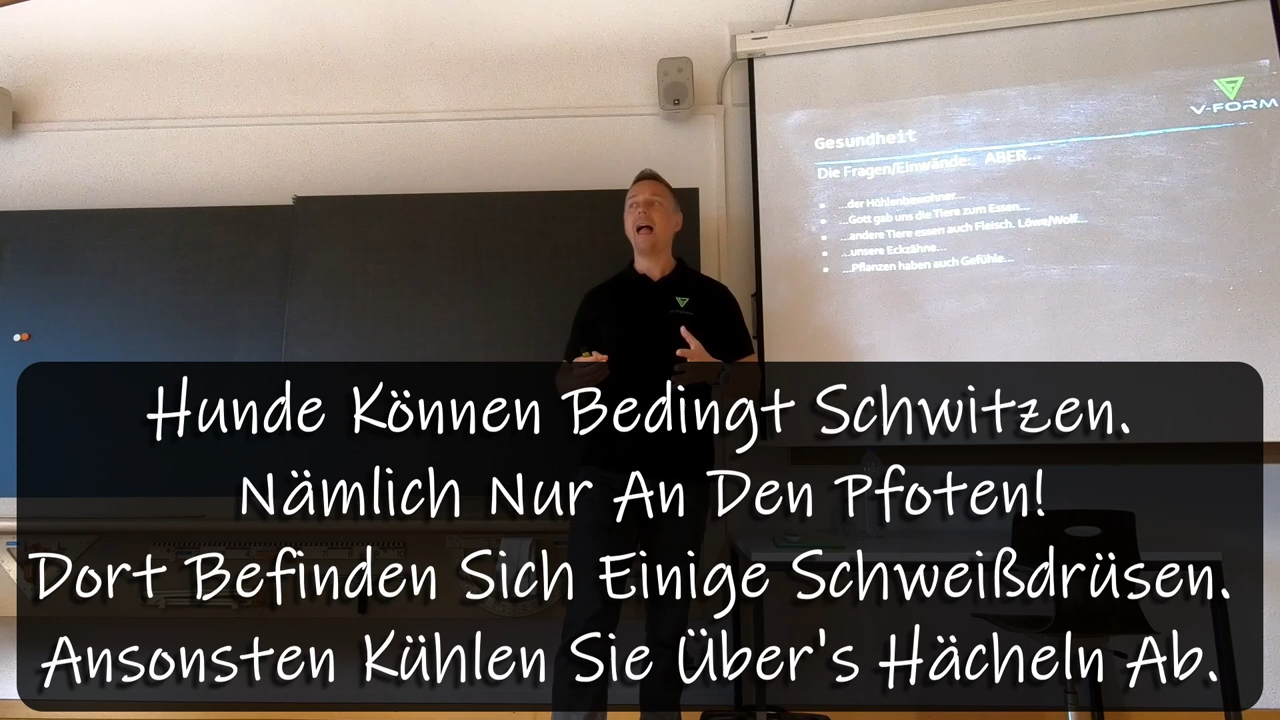 V-FORM
Gesundheit
Die Fragen/Einwände: ABER...
...der Höhlenbewohner...
...Gott gab uns die Tiere zum Essen...
...andere Tiere essen auch Fleisch. Löwe/Wolf...
...unsere Eckzähne...
...Pflanzen haben auch Gefühle...
Hunde Können Bedingt Schwitzen.
Nämlich Nur An Den Pfoten!
Dort Befinden Sich Einige Schweißdrüsen.
Ansonsten Kühlen Sie Über's Hächeln Ab.